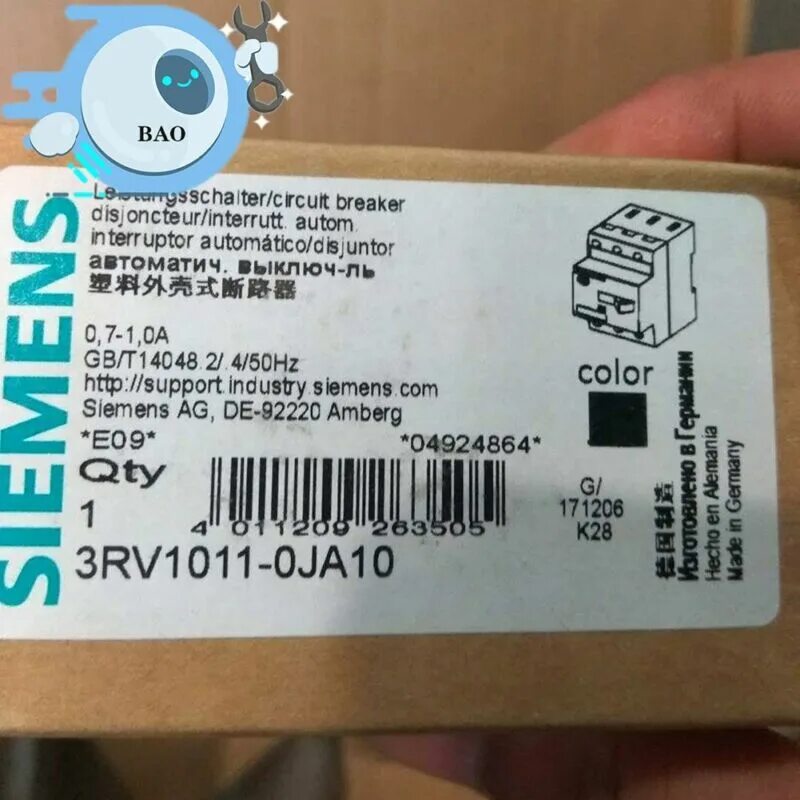 BAO
SIEMENS
Leistungsschalter/circuit breaker
disjoncteur/interrutt. autom.
interruptor automático/disjuntor
автоматич. выключ-ль
塑料外壳式断路器
0,7-1,0A
GB/T14048.2/.4/50Hz
http://support.industry.siemens.com
Siemens AG, DE-92220 Amberg
*E09*
*04924864*
Qty
1
4 011209 263505
3RV1011-0JA10
color
G/
171206
K28
德国制造
Изготовлено в Германии
Hecho en Alemania
Made in Germany